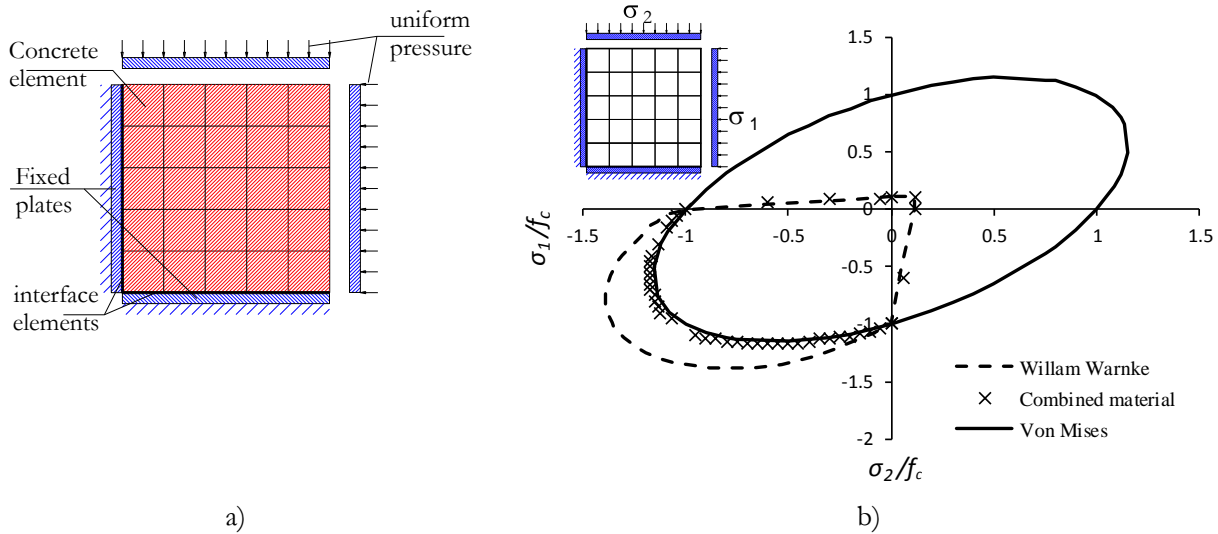 uniform
pressure
Concrete
element
Fixed
plates
interface
elements
a)
σ 2
σ 1
1.5
1
0.5
0
-0.5
-1
-1.5
-2
-1.5
-1
-0.5
0
0.5
1
1.5
σ1/fc
σ2/fc
Willam Warnke
Combined material
Von Mises
b)